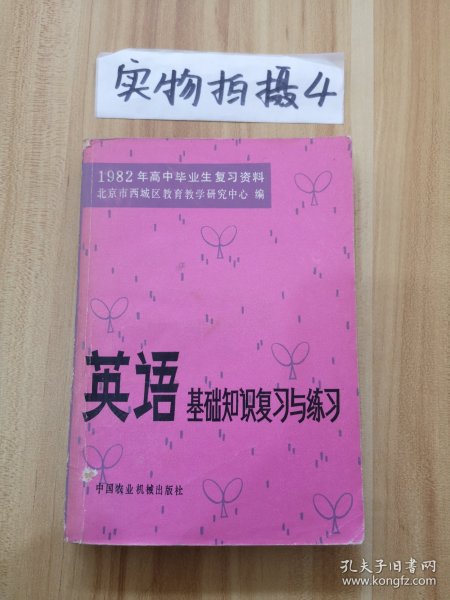 实物拍摄4
1982年高中毕业生复习资料
北京市西城区教育教学研究中心 编
英语 基础知识复习与练习
中国农业机械出版社
孔夫子旧书网
www.kongfz.com